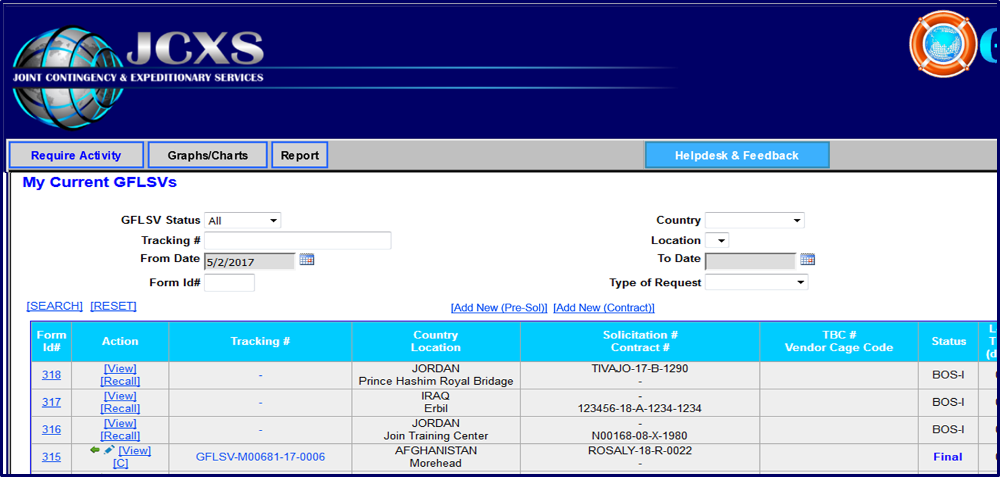 JCXS
JOINT CONTINGENCY & EXPEDITIONARY SERVICES
Require Activity Graphs/Charts Report Helpdesk & Feedback
My Current GFLSVs
GFLSV Status All Country
Tracking # Location
From Date 5/2/2017 To Date
Form Id# Type of Request
[SEARCH] [RESET] [Add New (Pre-Sol)] [Add New (Contract)]
Form Id# Action Tracking # Country Location Solicitation # Contract # TBC # Vendor Cage Code Status
318 [View] - JORDAN TIVAJO-17-B-1290 BOS-I
[Recall] Prince Hashim Royal Bridage -
317 [View] - IRAQ - BOS-I
[Recall] Erbil 123456-18-A-1234-1234
316 [View] - JORDAN - BOS-I
[Recall] Join Training Center N00168-08-X-1980
315 [View] GFLSV-M00681-17-0006 AFGHANISTAN ROSALY-18-R-0022 Final
[C] Morehead -